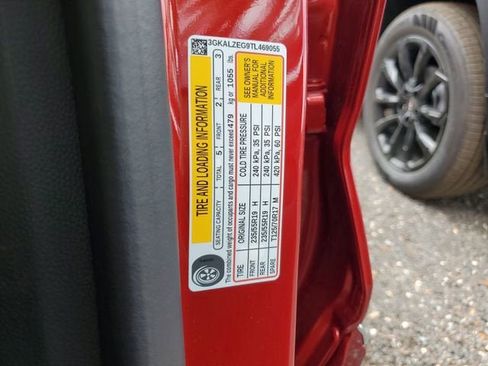 3GKALZEG9TL469055
TIRE AND LOADING INFORMATION
SEATING CAPACITY TOTAL 5 FRONT 2 REAR 3
The combined weight of occupants and cargo must never exceed 479 kg or 1055 lbs.
TIRE ORIGINAL SIZE COLD TIRE PRESSURE
FRONT 235/55R19 H 240 kPa, 35 PSI
REAR 235/55R19 H 240 kPa, 35 PSI
SPARE T125/70R17 M 420 kPa, 60 PSI
SEE OWNER'S
MANUAL FOR
ADDITIONAL
INFORMATION